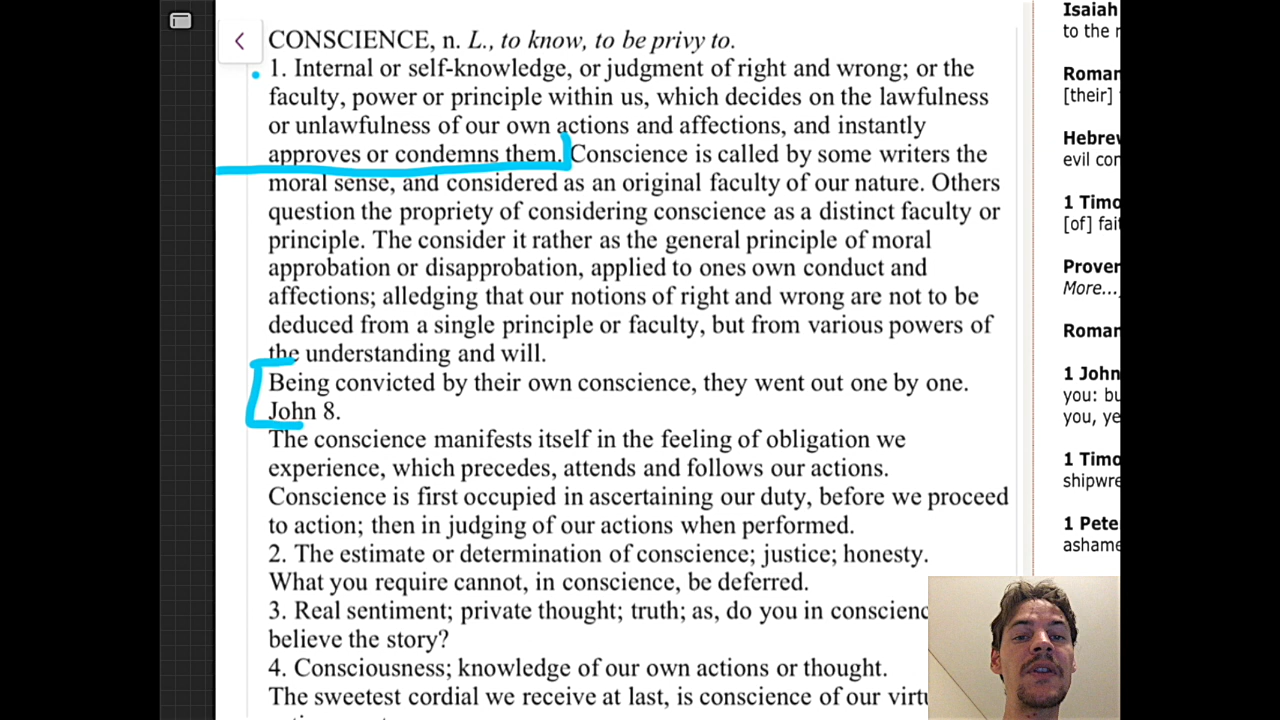 CONSCIENCE, n. L., to know, to be privy to.
1. Internal or self-knowledge, or judgment of right and wrong; or the
faculty, power or principle within us, which decides on the lawfulness
or unlawfulness of our own actions and affections, and instantly
approves or condemns them. Conscience is called by some writers the
moral sense, and considered as an original faculty of our nature. Others
question the propriety of considering conscience as a distinct faculty or
principle. The consider it rather as the general principle of moral
approbation or disapprobation, applied to ones own conduct and
affections; alledging that our notions of right and wrong are not to be
deduced from a single principle or faculty, but from various powers of
the understanding and will.
Being convicted by their own conscience, they went out one by one.
John 8.
The conscience manifests itself in the feeling of obligation we
experience, which precedes, attends and follows our actions.
Conscience is first occupied in ascertaining our duty, before we proceed
to action; then in judging of our actions when performed.
2. The estimate or determination of conscience; justice; honesty.
What you require cannot, in conscience, be deferred.
3. Real sentiment; private thought; truth; as, do you in conscienc
believe the story?
4. Consciousness; knowledge of our own actions or thought.
The sweetest cordial we receive at last, is conscience of our virtu
Isaiah
to the
Roman
[their]
Hebrew
evil con
1 Timo
[of] fait
Prover
More...
Roman
1 John
you: bu
you, ye
1 Timo
shipwre
1 Pete
ashame